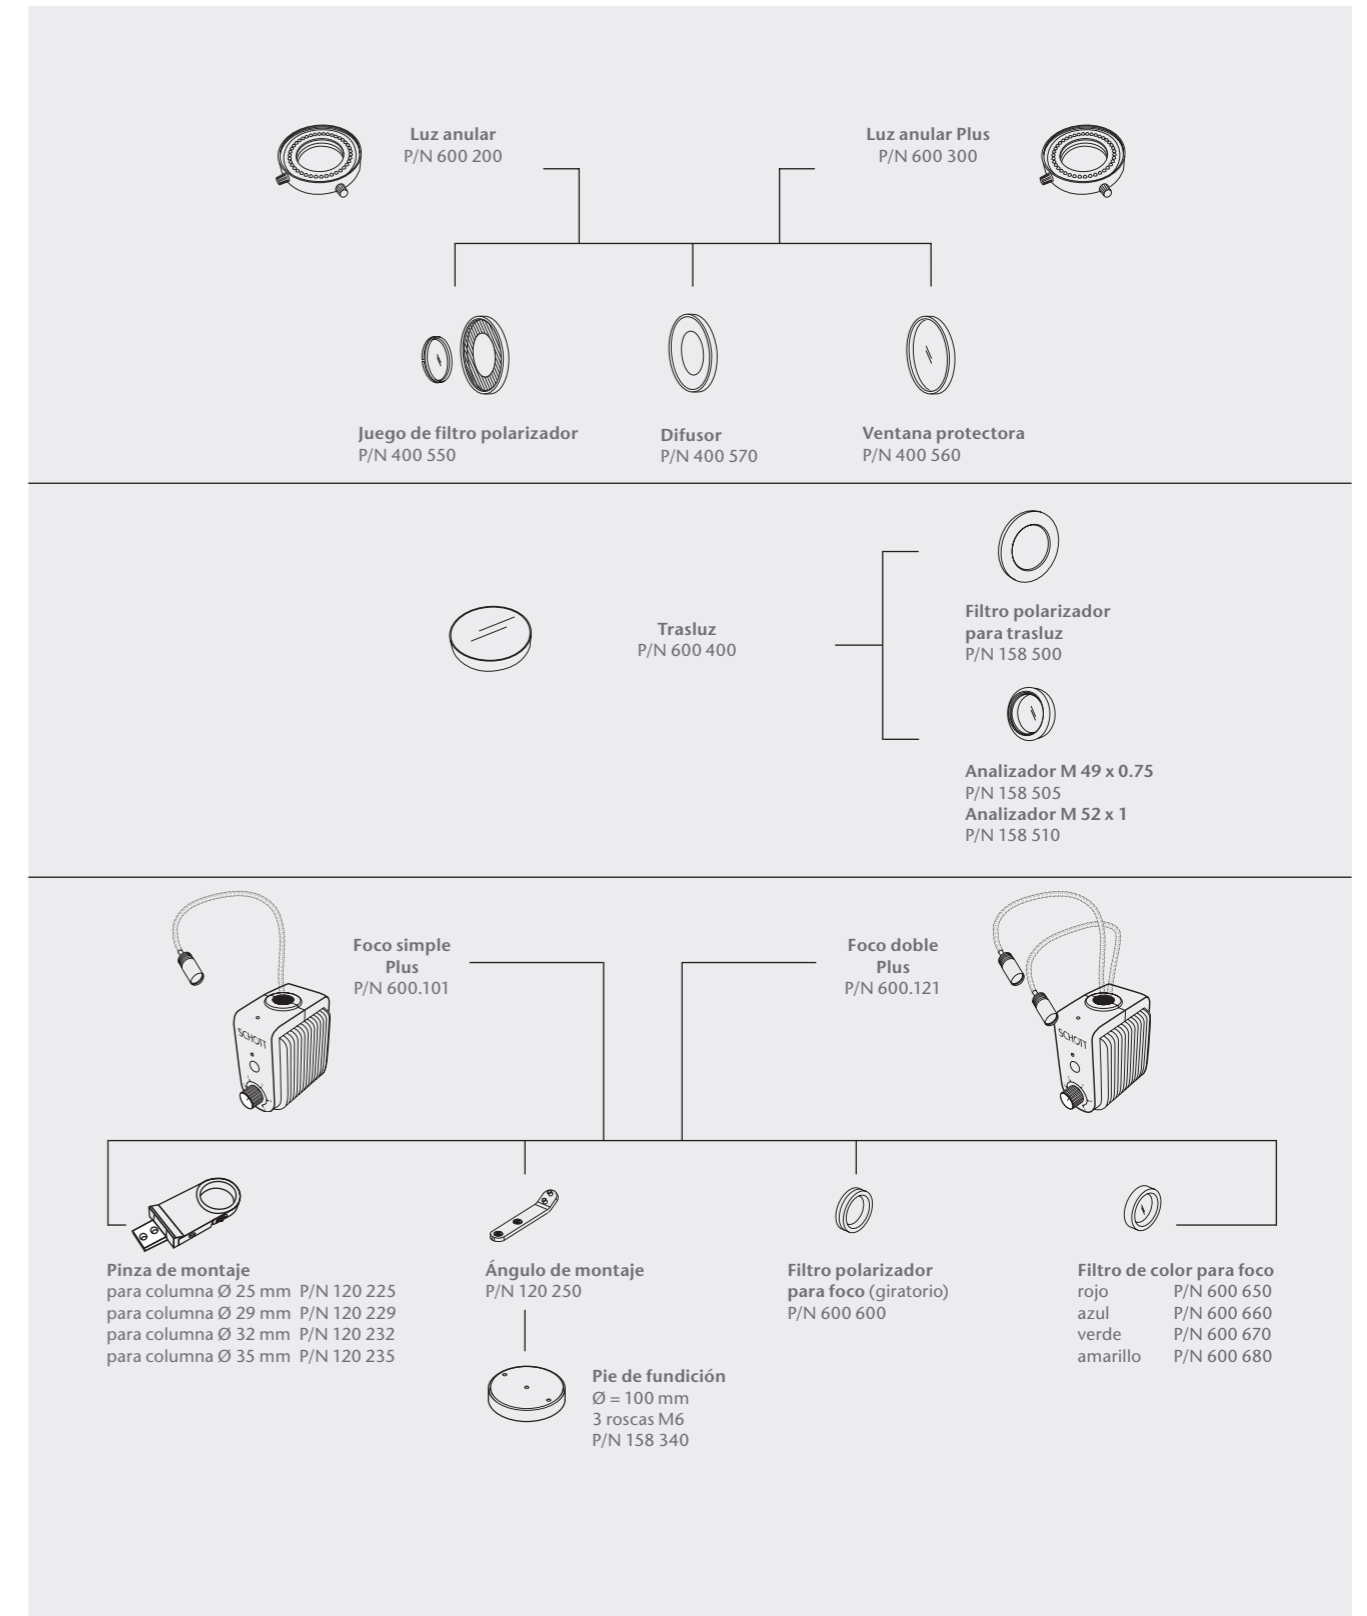 Luz anular
P/N 600 200
Luz anular Plus
P/N 600 300
Juego de filtro polarizador
P/N 400 550
Difusor
P/N 400 570
Ventana protectora
P/N 400 560
Filtro polarizador
para trasluz
P/N 158 500
Trasluz
P/N 600 400
Analizador M 49 x 0.75
P/N 158 505
Analizador M 52 x 1
P/N 158 510
Foco simple
Plus
P/N 600.101
SCHOTT
Foco doble
Plus
P/N 600.121
SCHOTT
Pinza de montaje
para columna Ø 25 mm P/N 120 225
para columna Ø 29 mm P/N 120 229
para columna Ø 32 mm P/N 120 232
para columna Ø 35 mm P/N 120 235
Ángulo de montaje
P/N 120 250
Filtro polarizador
para foco (giratorio)
P/N 600 600
Filtro de color para foco
rojo P/N 600 650
azul P/N 600 660
verde P/N 600 670
amarillo P/N 600 680
Pie de fundición
Ø = 100 mm
3 roscas M6
P/N 158 340